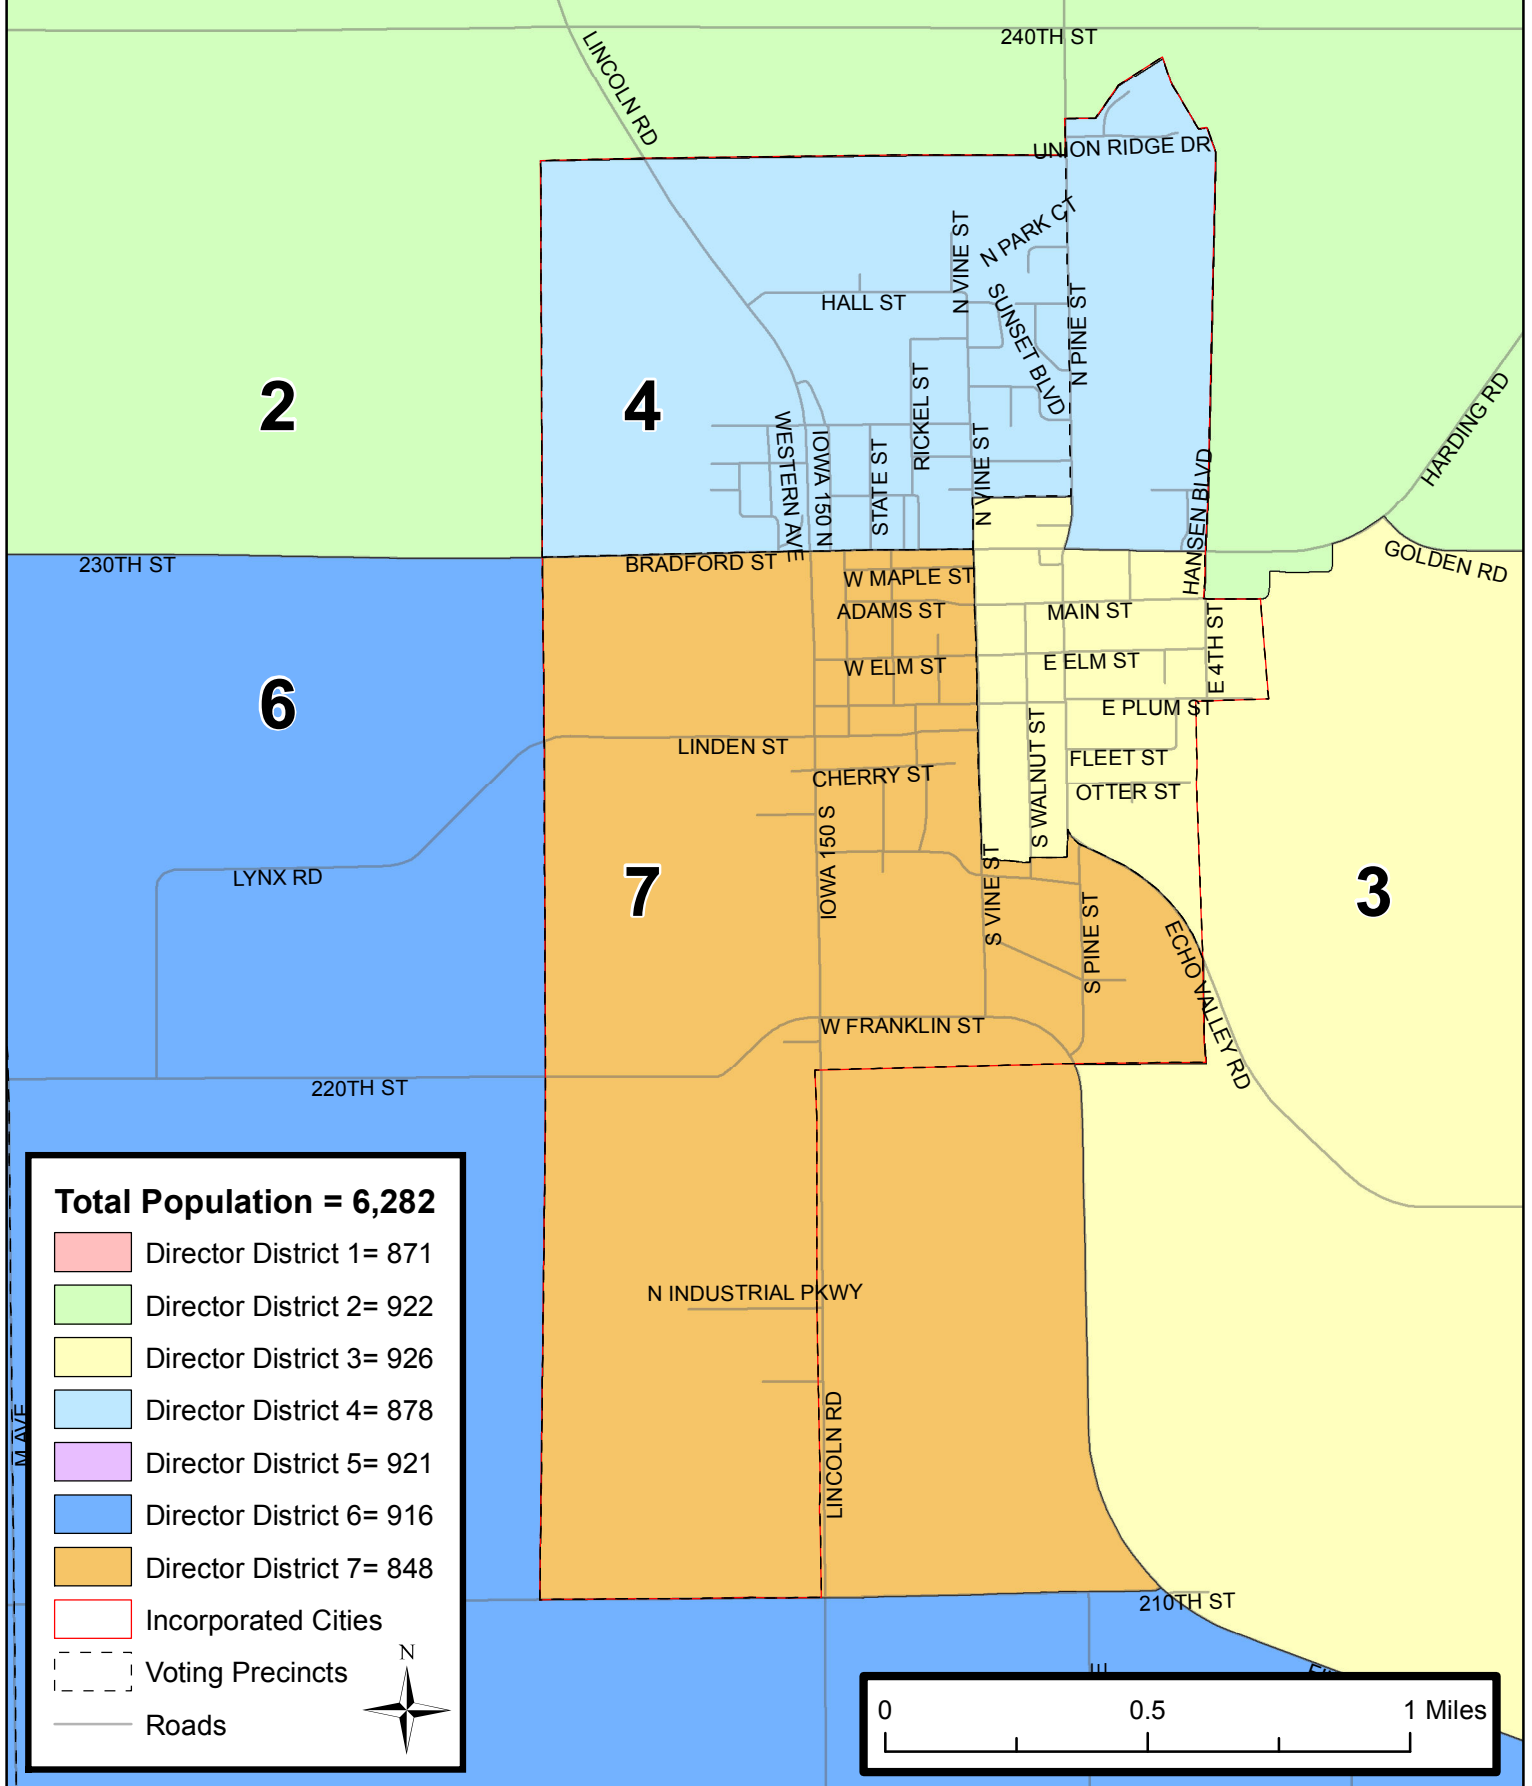 240TH ST
LINCOLN RD
UNION RIDGE DR
N PARK CT
N VINE ST
HALL ST
SUNSET BLVD
N PINE ST
HARDING RD
2
4
RICKEL ST
WESTERN AVE
IOWA 150 N
STATE ST
N VINE ST
HANSEN BLVD
230TH ST
BRADFORD ST
GOLDEN RD
W MAPLE ST
ADAMS ST
MAIN ST
W ELM ST
E ELM ST
E 4TH ST
6
E PLUM ST
LINDEN ST
S WALNUT ST
FLEET ST
CHERRY ST
OTTER ST
IOWA 150 S
LYNX RD
7
3
S VINE ST
S PINE ST
ECHO VALLEY RD
W FRANKLIN ST
220TH ST
N INDUSTRIAL PKWY
LINCOLN RD
M AVE
210TH ST
Total Population = 6,282
Director District 1= 871
Director District 2= 922
Director District 3= 926
Director District 4= 878
Director District 5= 921
Director District 6= 916
Director District 7= 848
Incorporated Cities
Voting Precincts
Roads
N
0 0.5 1 Miles